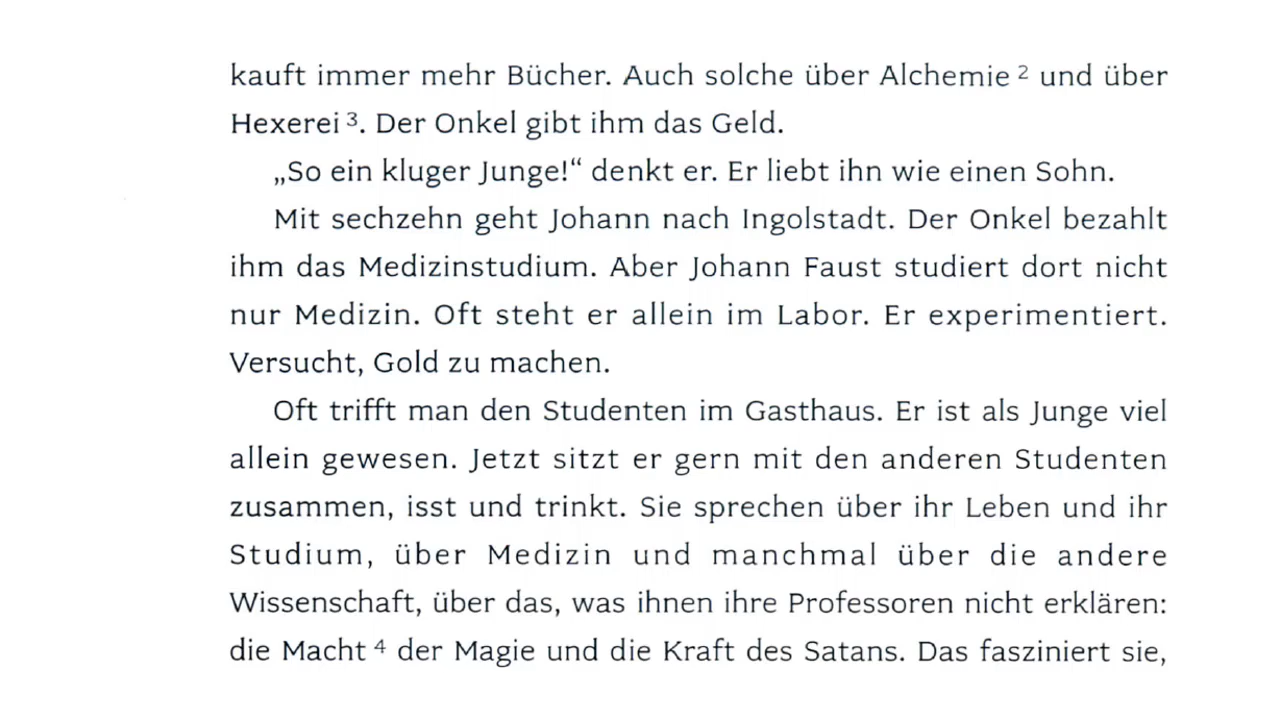 kauft immer mehr Bücher. Auch solche über Alchemie ² und über
Hexerei ³. Der Onkel gibt ihm das Geld.
„So ein kluger Junge!“ denkt er. Er liebt ihn wie einen Sohn.
Mit sechzehn geht Johann nach Ingolstadt. Der Onkel bezahlt
ihm das Medizinstudium. Aber Johann Faust studiert dort nicht
nur Medizin. Oft steht er allein im Labor. Er experimentiert.
Versucht, Gold zu machen.
Oft trifft man den Studenten im Gasthaus. Er ist als Junge viel
allein gewesen. Jetzt sitzt er gern mit den anderen Studenten
zusammen, isst und trinkt. Sie sprechen über ihr Leben und ihr
Studium, über Medizin und manchmal über die andere
Wissenschaft, über das, was ihnen ihre Professoren nicht erklären:
die Macht ⁴ der Magie und die Kraft des Satans. Das fasziniert sie,